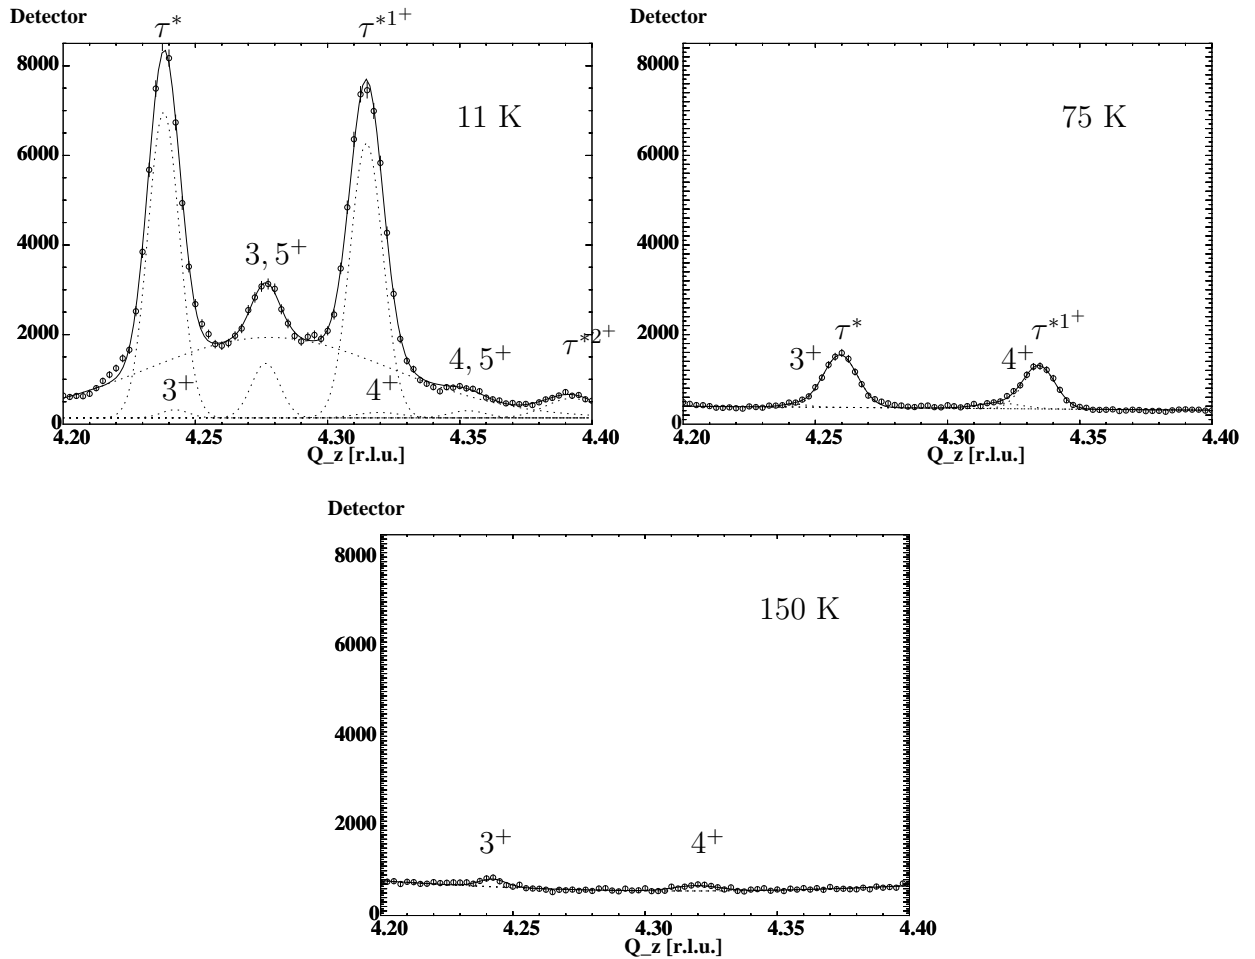 Detector
τ*
τ*1+
8000
11 K
6000
4000
3, 5+
2000
τ*2+
4, 5+
3+
4+
0
4.20 4.25 4.30 4.35 4.40
Q_z [r.l.u.]
Detector
8000
75 K
6000
4000
2000
τ*
τ*1+
3+
4+
0
4.20 4.25 4.30 4.35 4.40
Q_z [r.l.u.]
Detector
8000
150 K
6000
4000
2000
3+
4+
0
4.20 4.25 4.30 4.35 4.40
Q_z [r.l.u.]